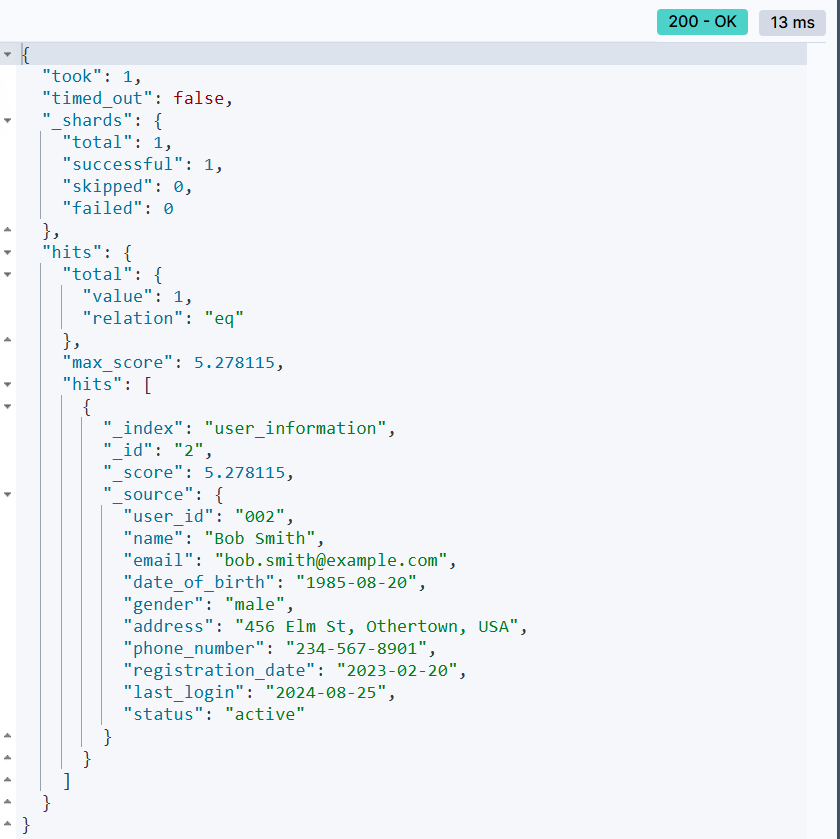 200 - OK
13 ms
{
"took": 1,
"timed_out": false,
"_shards": {
"total": 1,
"successful": 1,
"skipped": 0,
"failed": 0
},
"hits": {
"total": {
"value": 1,
"relation": "eq"
},
"max_score": 5.278115,
"hits": [
{
"_index": "user_information",
"_id": "2",
"_score": 5.278115,
"_source": {
"user_id": "002",
"name": "Bob Smith",
"email": "bob.smith@example.com",
"date_of_birth": "1985-08-20",
"gender": "male",
"address": "456 Elm St, Othertown, USA",
"phone_number": "234-567-8901",
"registration_date": "2023-02-20",
"last_login": "2024-08-25",
"status": "active"
}
}
]
}
}